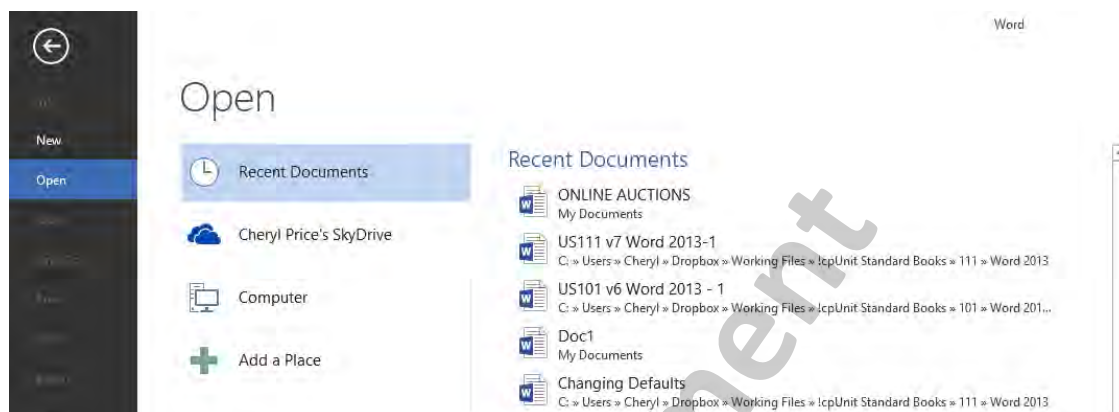 Word
Open
New
Open
Recent Documents
Cheryl Price's SkyDrive
Computer
Add a Place
Recent Documents
ONLINE AUCTIONS
My Documents
US111 v7 Word 2013-1
C: » Users » Cheryl » Dropbox » Working Files » !cpUnit Standard Books » 111 » Word 2013
US101 v6 Word 2013 - 1
C: » Users » Cheryl » Dropbox » Working Files » !cpUnit Standard Books » 101 » Word 201...
Doc1
My Documents
Changing Defaults
C: » Users » Cheryl » Dropbox » Working Files » !cpUnit Standard Books » 111 » Word 2013